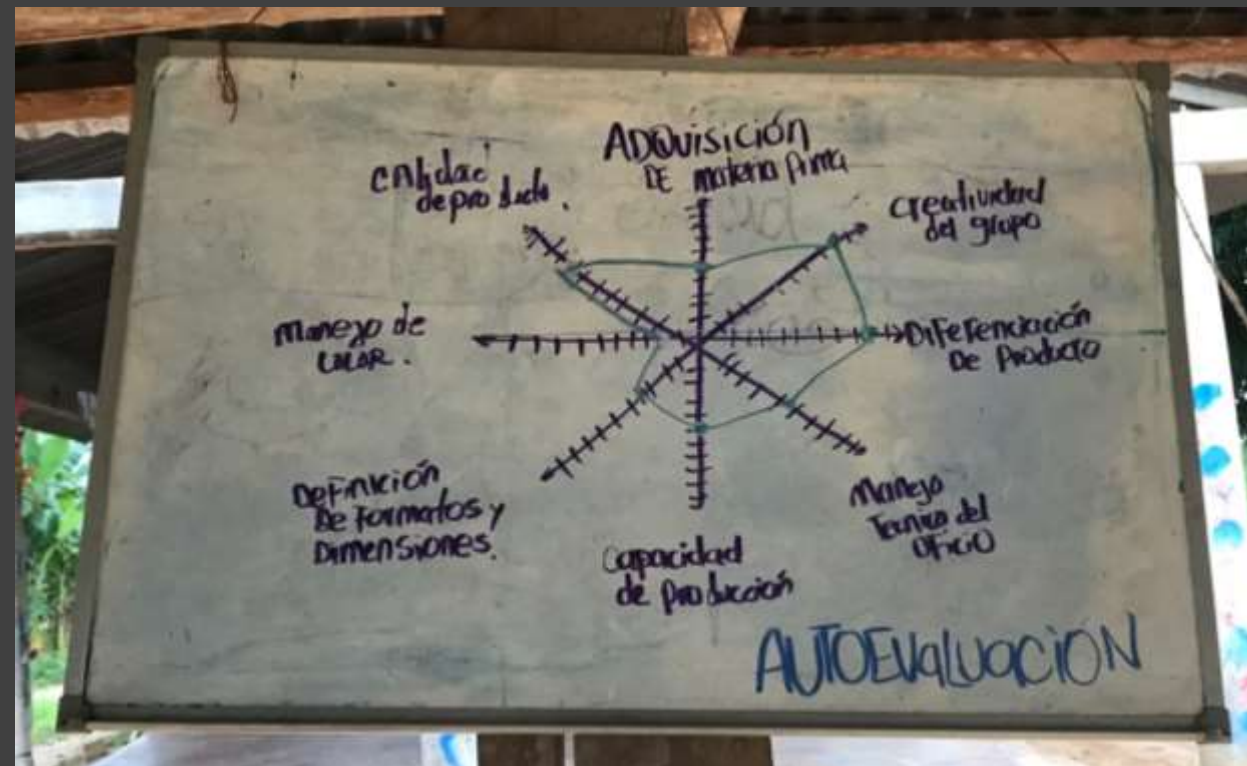 ADQUISICIÓN
DE materia Prima
calidad
de producto.
creatividad
del grupo
Manejo de
color.
Diferenciación
De Producto
Definición
De formatos y
Dimensiones.
Manejo
Tecnico del
OFiciO
Capacidad
de producción
AUTOEVaLUaCiON